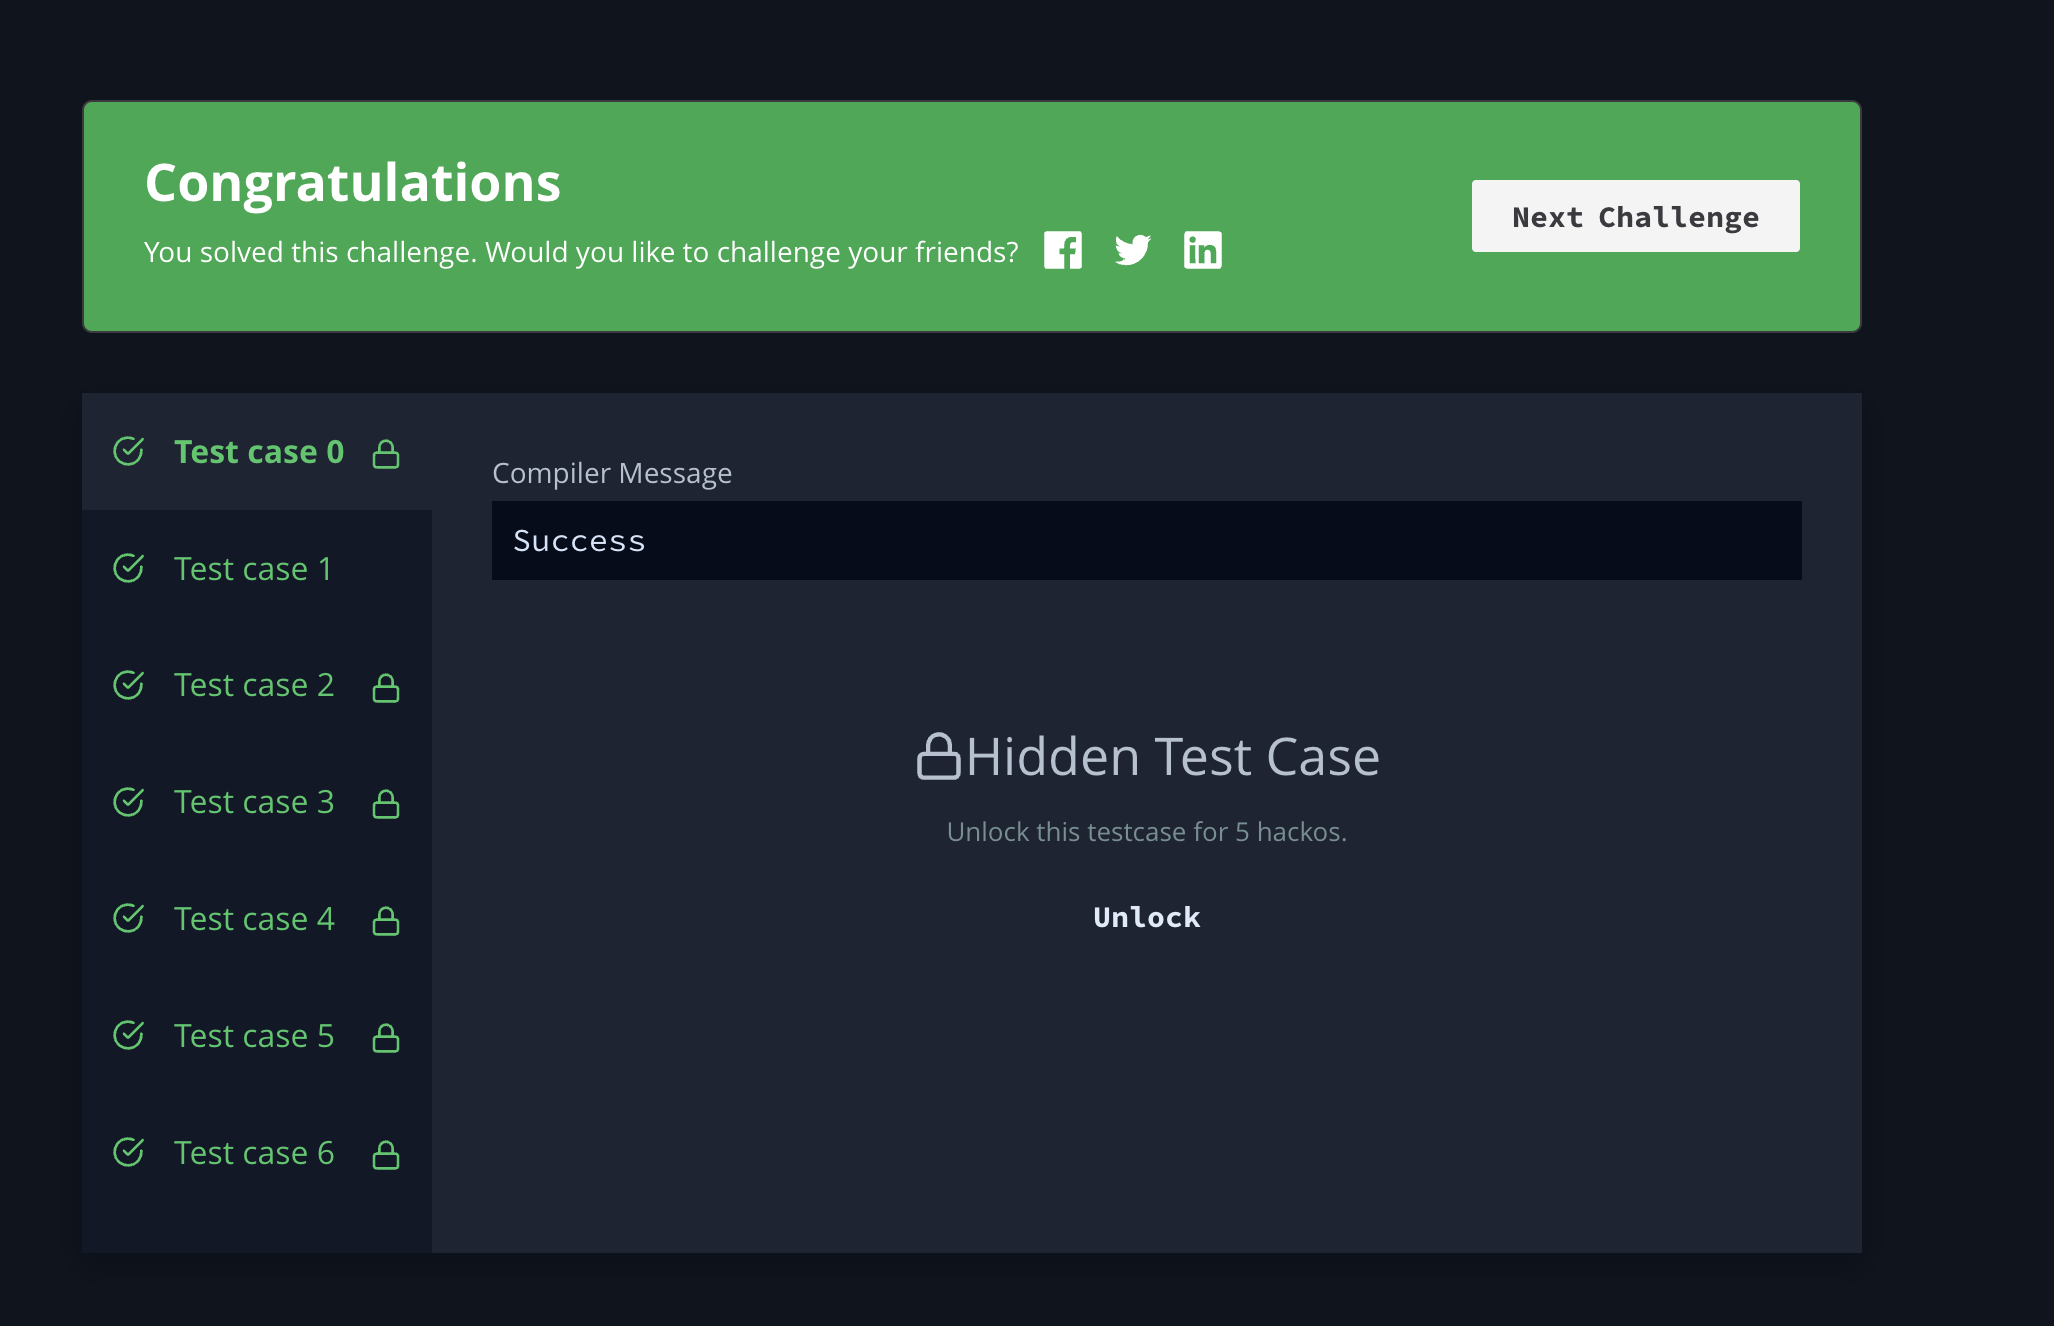 Congratulations
You solved this challenge. Would you like to challenge your friends?
Next Challenge
Test case 0
Test case 1
Test case 2
Test case 3
Test case 4
Test case 5
Test case 6
Compiler Message
Success
Hidden Test Case
Unlock this testcase for 5 hackos.
Unlock